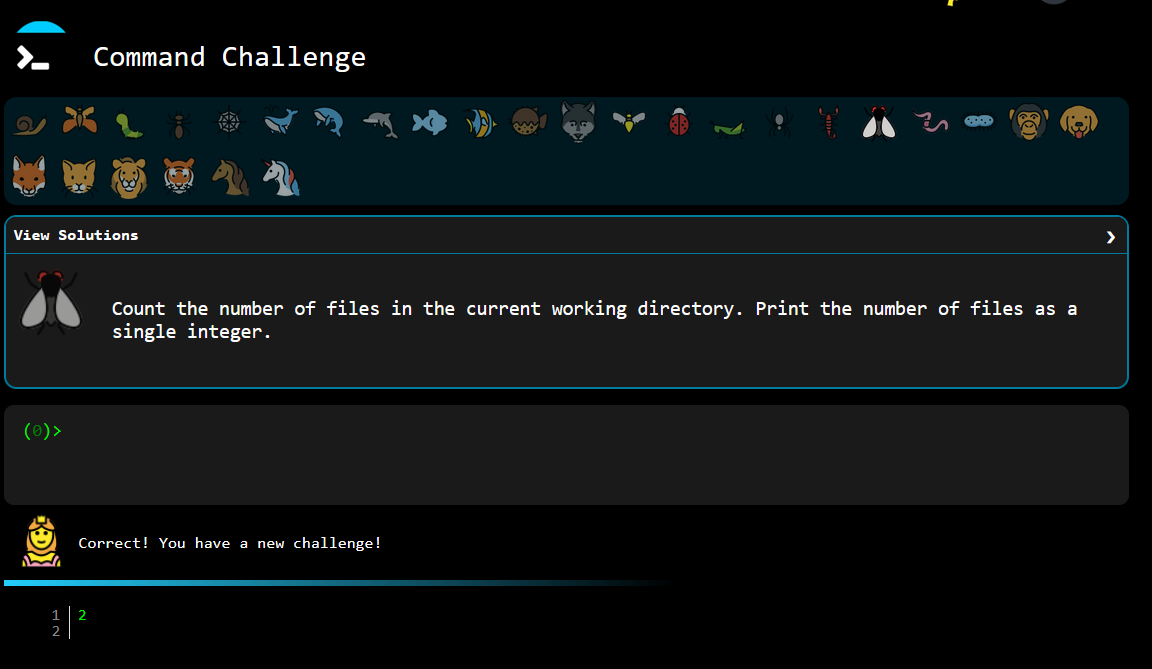 Command Challenge
View Solutions
Count the number of files in the current working directory. Print the number of files as a
single integer.
(0)>
Correct! You have a new challenge!
1 2
2